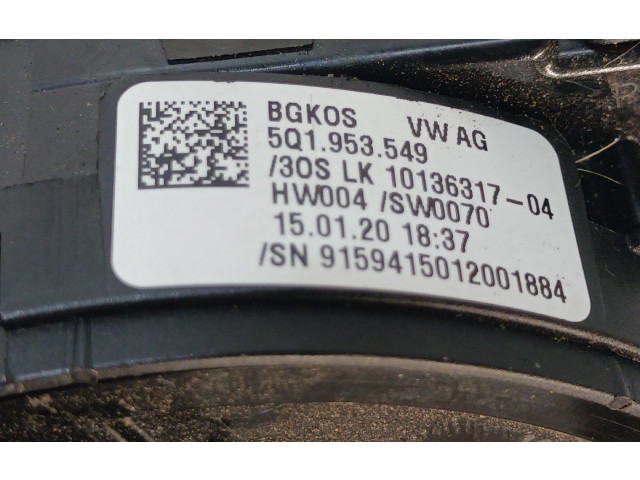 BGKOS VW AG
5Q1.953.549
/3OS LK 10136317-04
HW004 /SW0070
15.01.20 18:37
/SN 9159415012001884